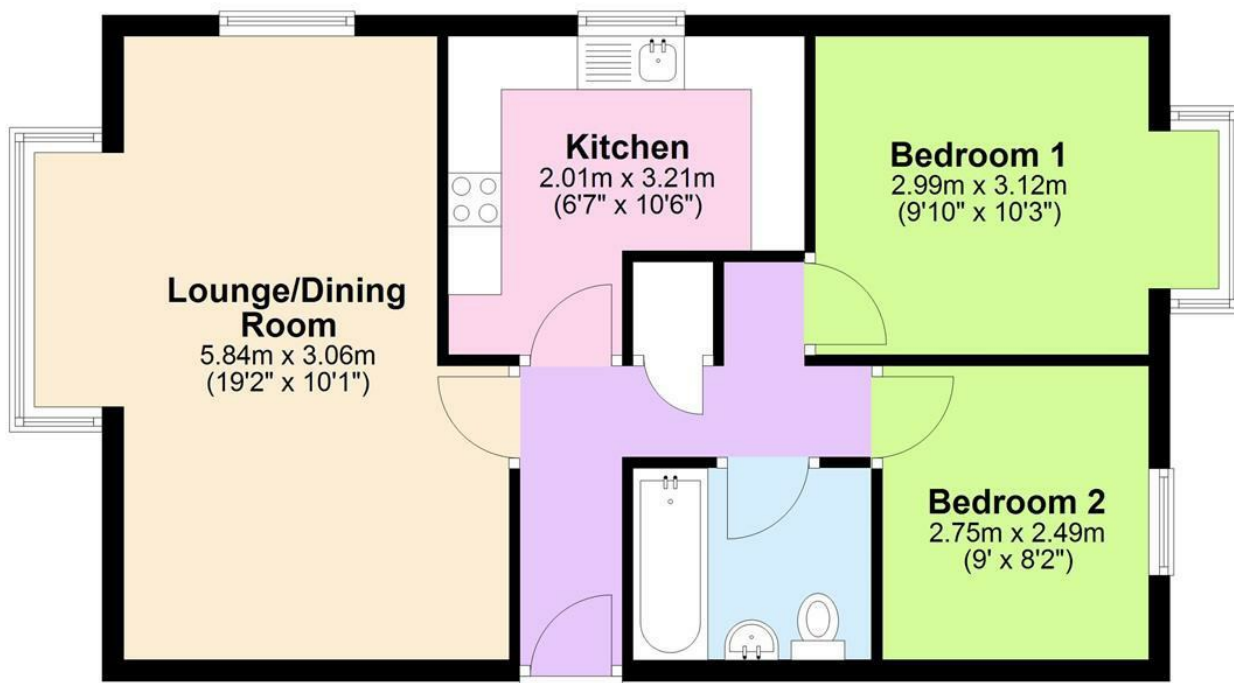 Kitchen
2.01m x 3.21m
(6'7" x 10'6")
Bedroom 1
2.99m x 3.12m
(9'10" x 10'3")
Lounge/Dining
Room
5.84m x 3.06m
(19'2" x 10'1")
Bedroom 2
2.75m x 2.49m
(9' x 8'2")